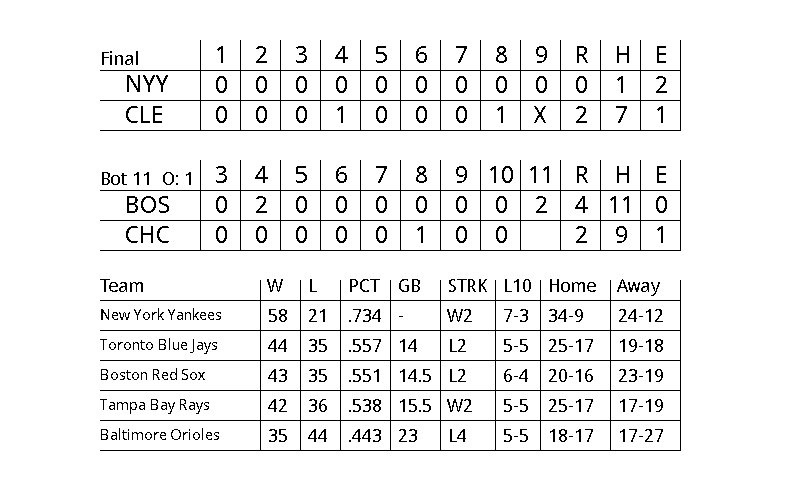 Final 1 2 3 4 5 6 7 8 9 R H E
NYY 0 0 0 0 0 0 0 0 0 0 1 2
CLE 0 0 0 1 0 0 0 1 X 2 7 1
Bot 11 O: 1 3 4 5 6 7 8 9 10 11 R H E
BOS 0 2 0 0 0 0 0 0 2 4 11 0
CHC 0 0 0 0 0 1 0 0 2 9 1
Team W L PCT GB STRK L10 Home Away
New York Yankees 58 21 .734 - W2 7-3 34-9 24-12
Toronto Blue Jays 44 35 .557 14 L2 5-5 25-17 19-18
Boston Red Sox 43 35 .551 14.5 L2 6-4 20-16 23-19
Tampa Bay Rays 42 36 .538 15.5 W2 5-5 25-17 17-19
Baltimore Orioles 35 44 .443 23 L4 5-5 18-17 17-27